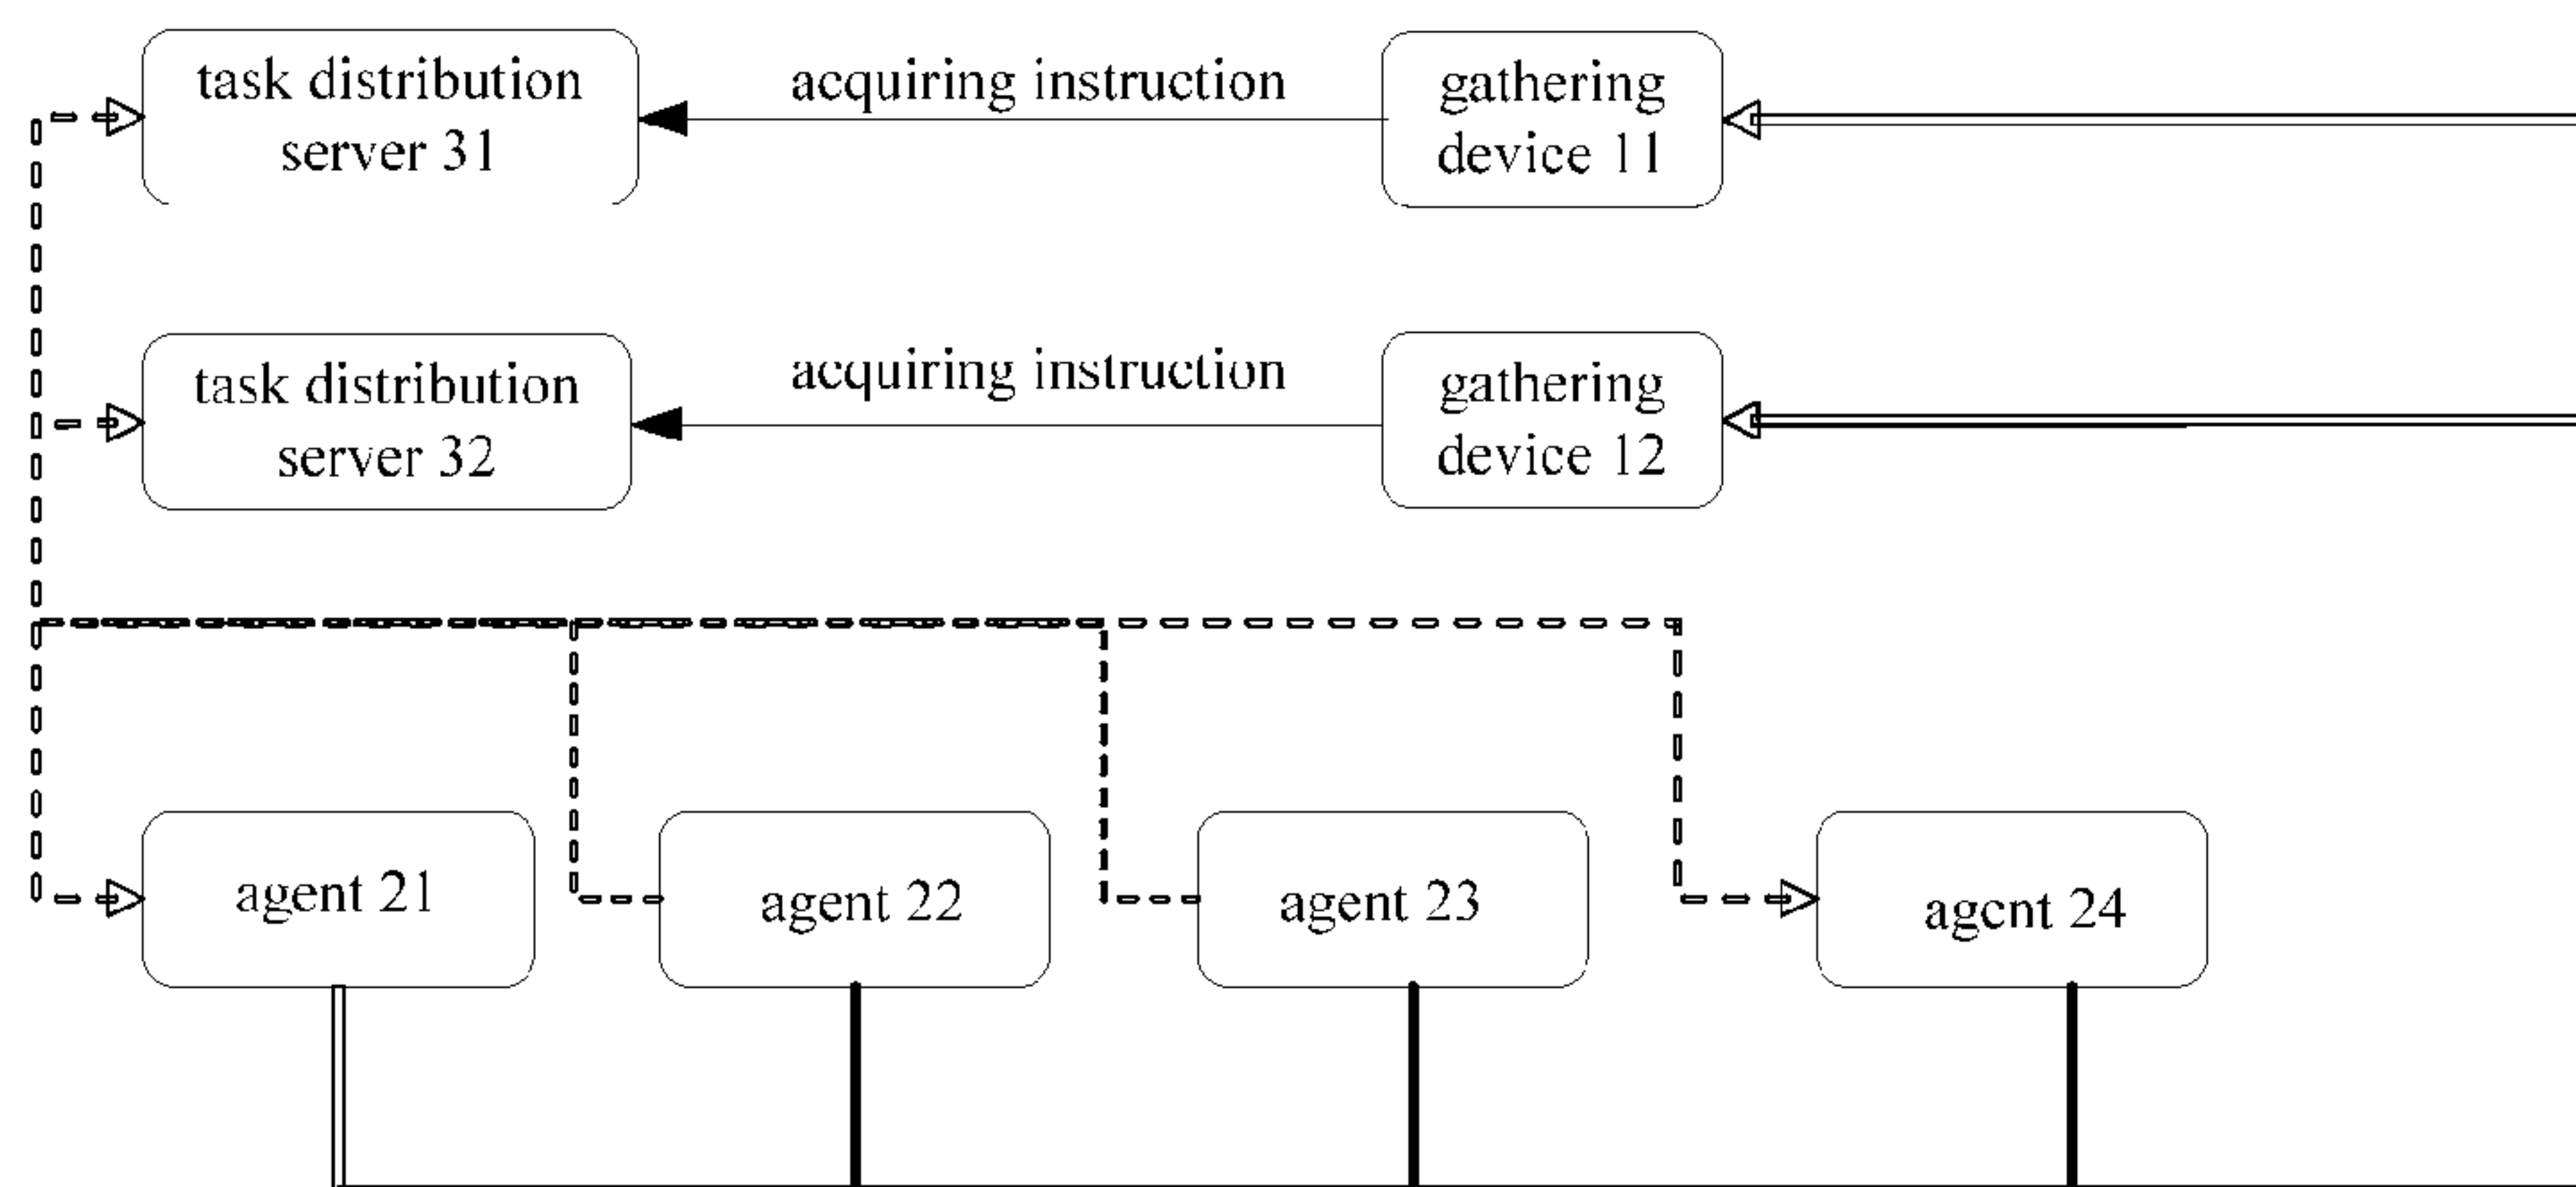 task distribution
server 31
acquiring instruction
gathering
device 11
task distribution
server 32
acquiring instruction
gathering
device 12
agent 21
agent 22
agent 23
agent 24